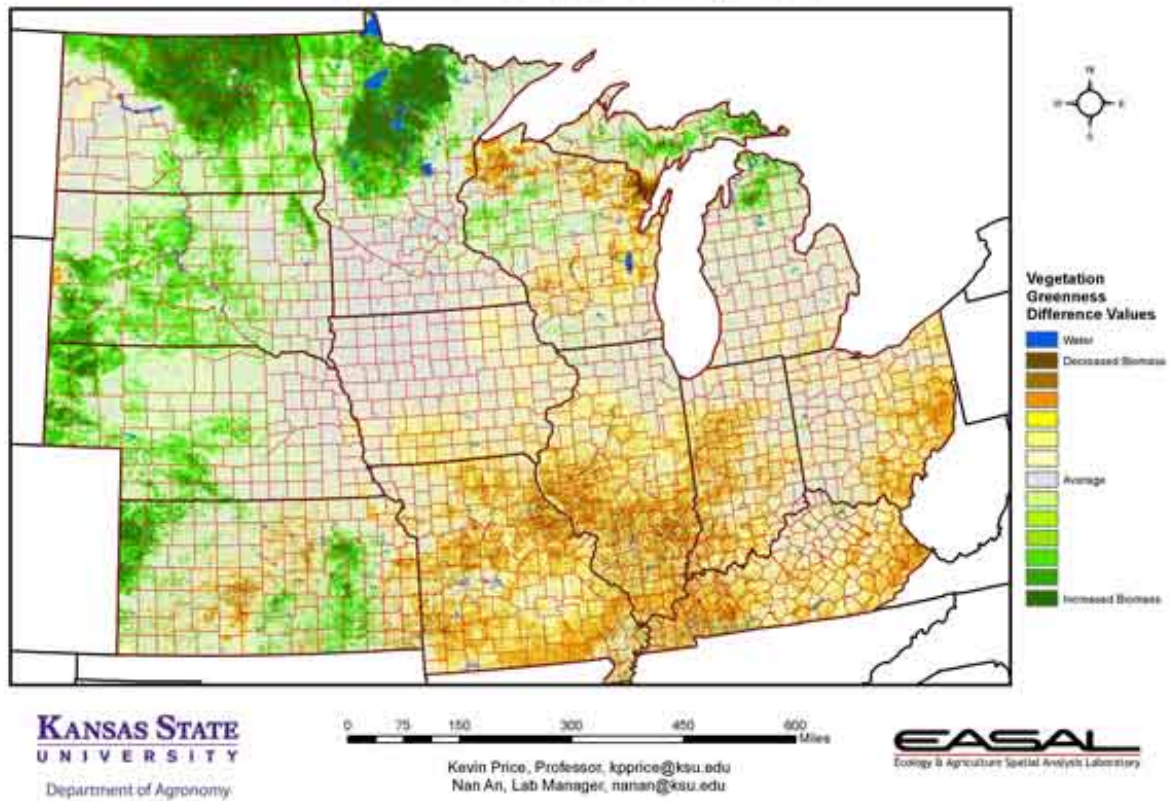 N
W E
S
Vegetation
Greenness
Difference Values
Water
Decreased Biomass
Average
Increased Biomass
KANSAS STATE
UNIVERSITY
Department of Agronomy
0 75 150 300 450 600
Miles
Kevin Price, Professor, kpprice@ksu.edu
Nan An, Lab Manager, nanan@ksu.edu
EASAL
Ecology & Agriculture Spatial Analysis Laboratory